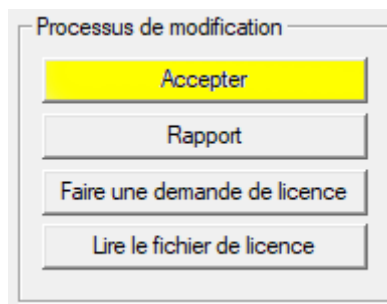 Processus de modification
Accepter
Rapport
Faire une demande de licence
Lire le fichier de licence